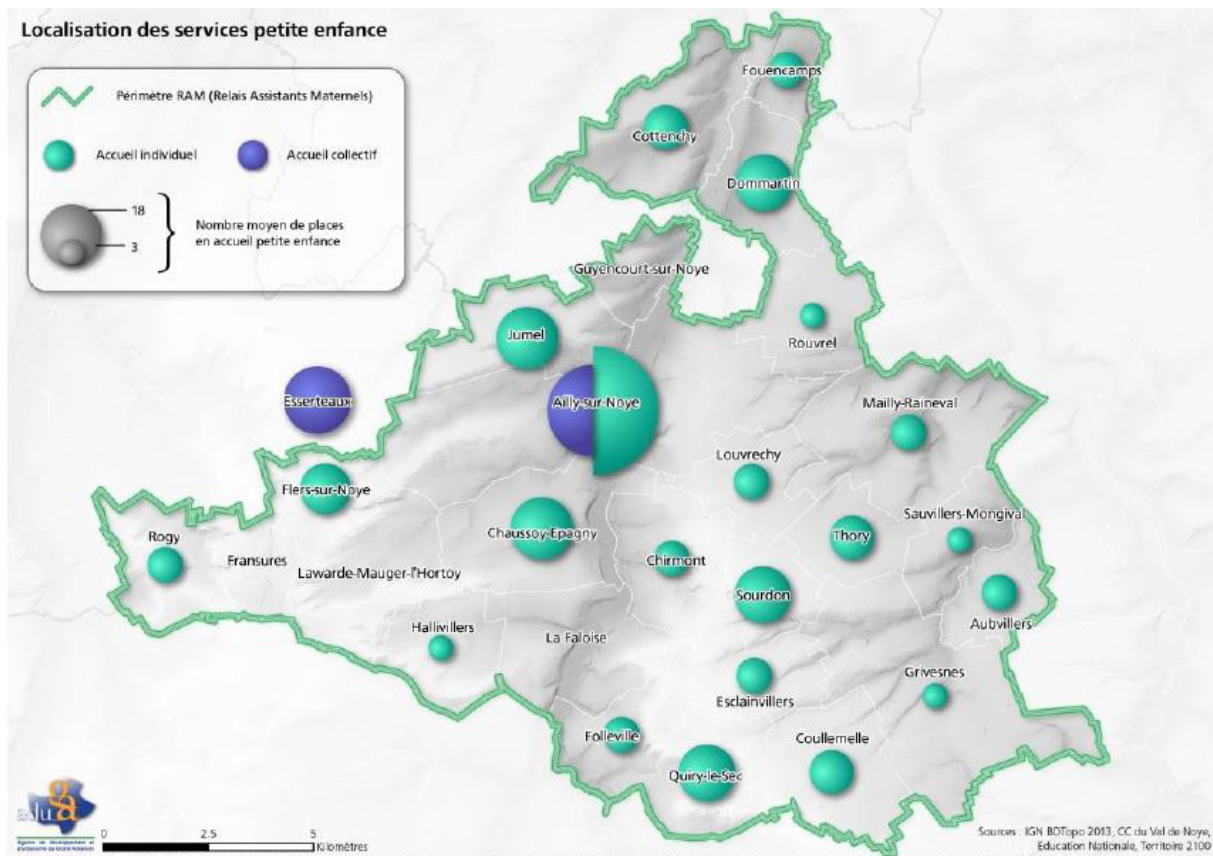 Localisation des services petite enfance
Périmètre RAM (Relais Assistants Maternels)
Accueil individuel
Accueil collectif
18
3
Nombre moyen de places
en accueil petite enfance
Fouencamps
Cottenchy
Dommartin
Guyencourt-sur-Noye
Jumel
Rouvrel
Esserteaux
Ailly-sur-Noye
Mailly-Raineval
Louvrechy
Flers-sur-Noye
Sauvillers-Mongival
Rogy
Chaussoy-Epagny
Thory
Fransures
Chirmont
Lawarde-Mauger-l'Hortoy
Sourdon
Hallivillers
La Faloise
Aubvillers
Grivesnes
Esclainvillers
Folleville
Coullemelle
Quiry-le-Sec
aduga
0
2.5
5
Kilomètres
Sources : IGN BDTopo 2013, CC du Val de Noye,
Education Nationale, Territoire 2100